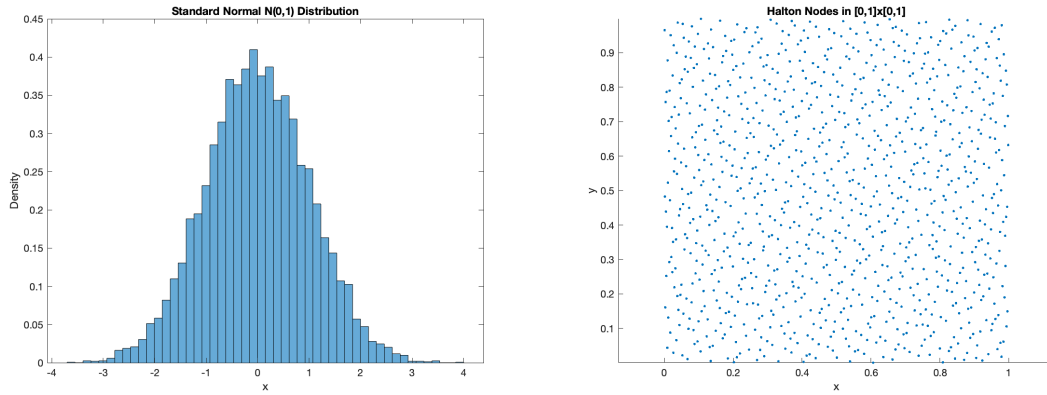 Standard Normal N(0,1) Distribution
0.45
0.4
0.35
0.3
0.25
0.2
0.15
0.1
0.05
0
-4 -3 -2 -1 0 1 2 3 4
x
Density
Halton Nodes in [0,1]x[0,1]
0.9
0.8
0.7
0.6
0.5
0.4
0.3
0.2
0.1
0 0.2 0.4 0.6 0.8 1
x
y